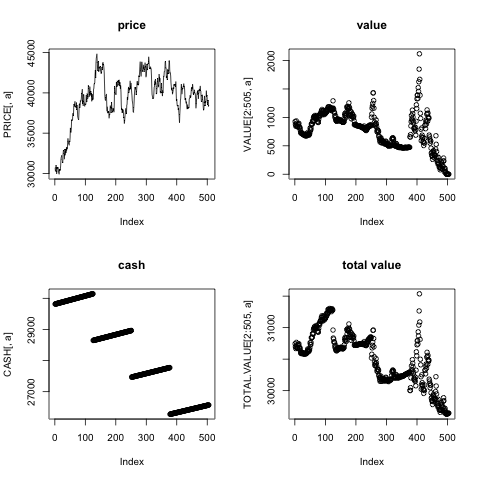 price
PRICE[, a]
30000 35000 40000 45000
0 100 200 300 400 500
Index
value
VALUE[2:505, a]
0 500 1000 2000
0 100 200 300 400 500
Index
cash
CASH[, a]
27000 29000
0 100 200 300 400 500
Index
total value
TOTAL.VALUE[2:505, a]
30000 31000
0 100 200 300 400 500
Index